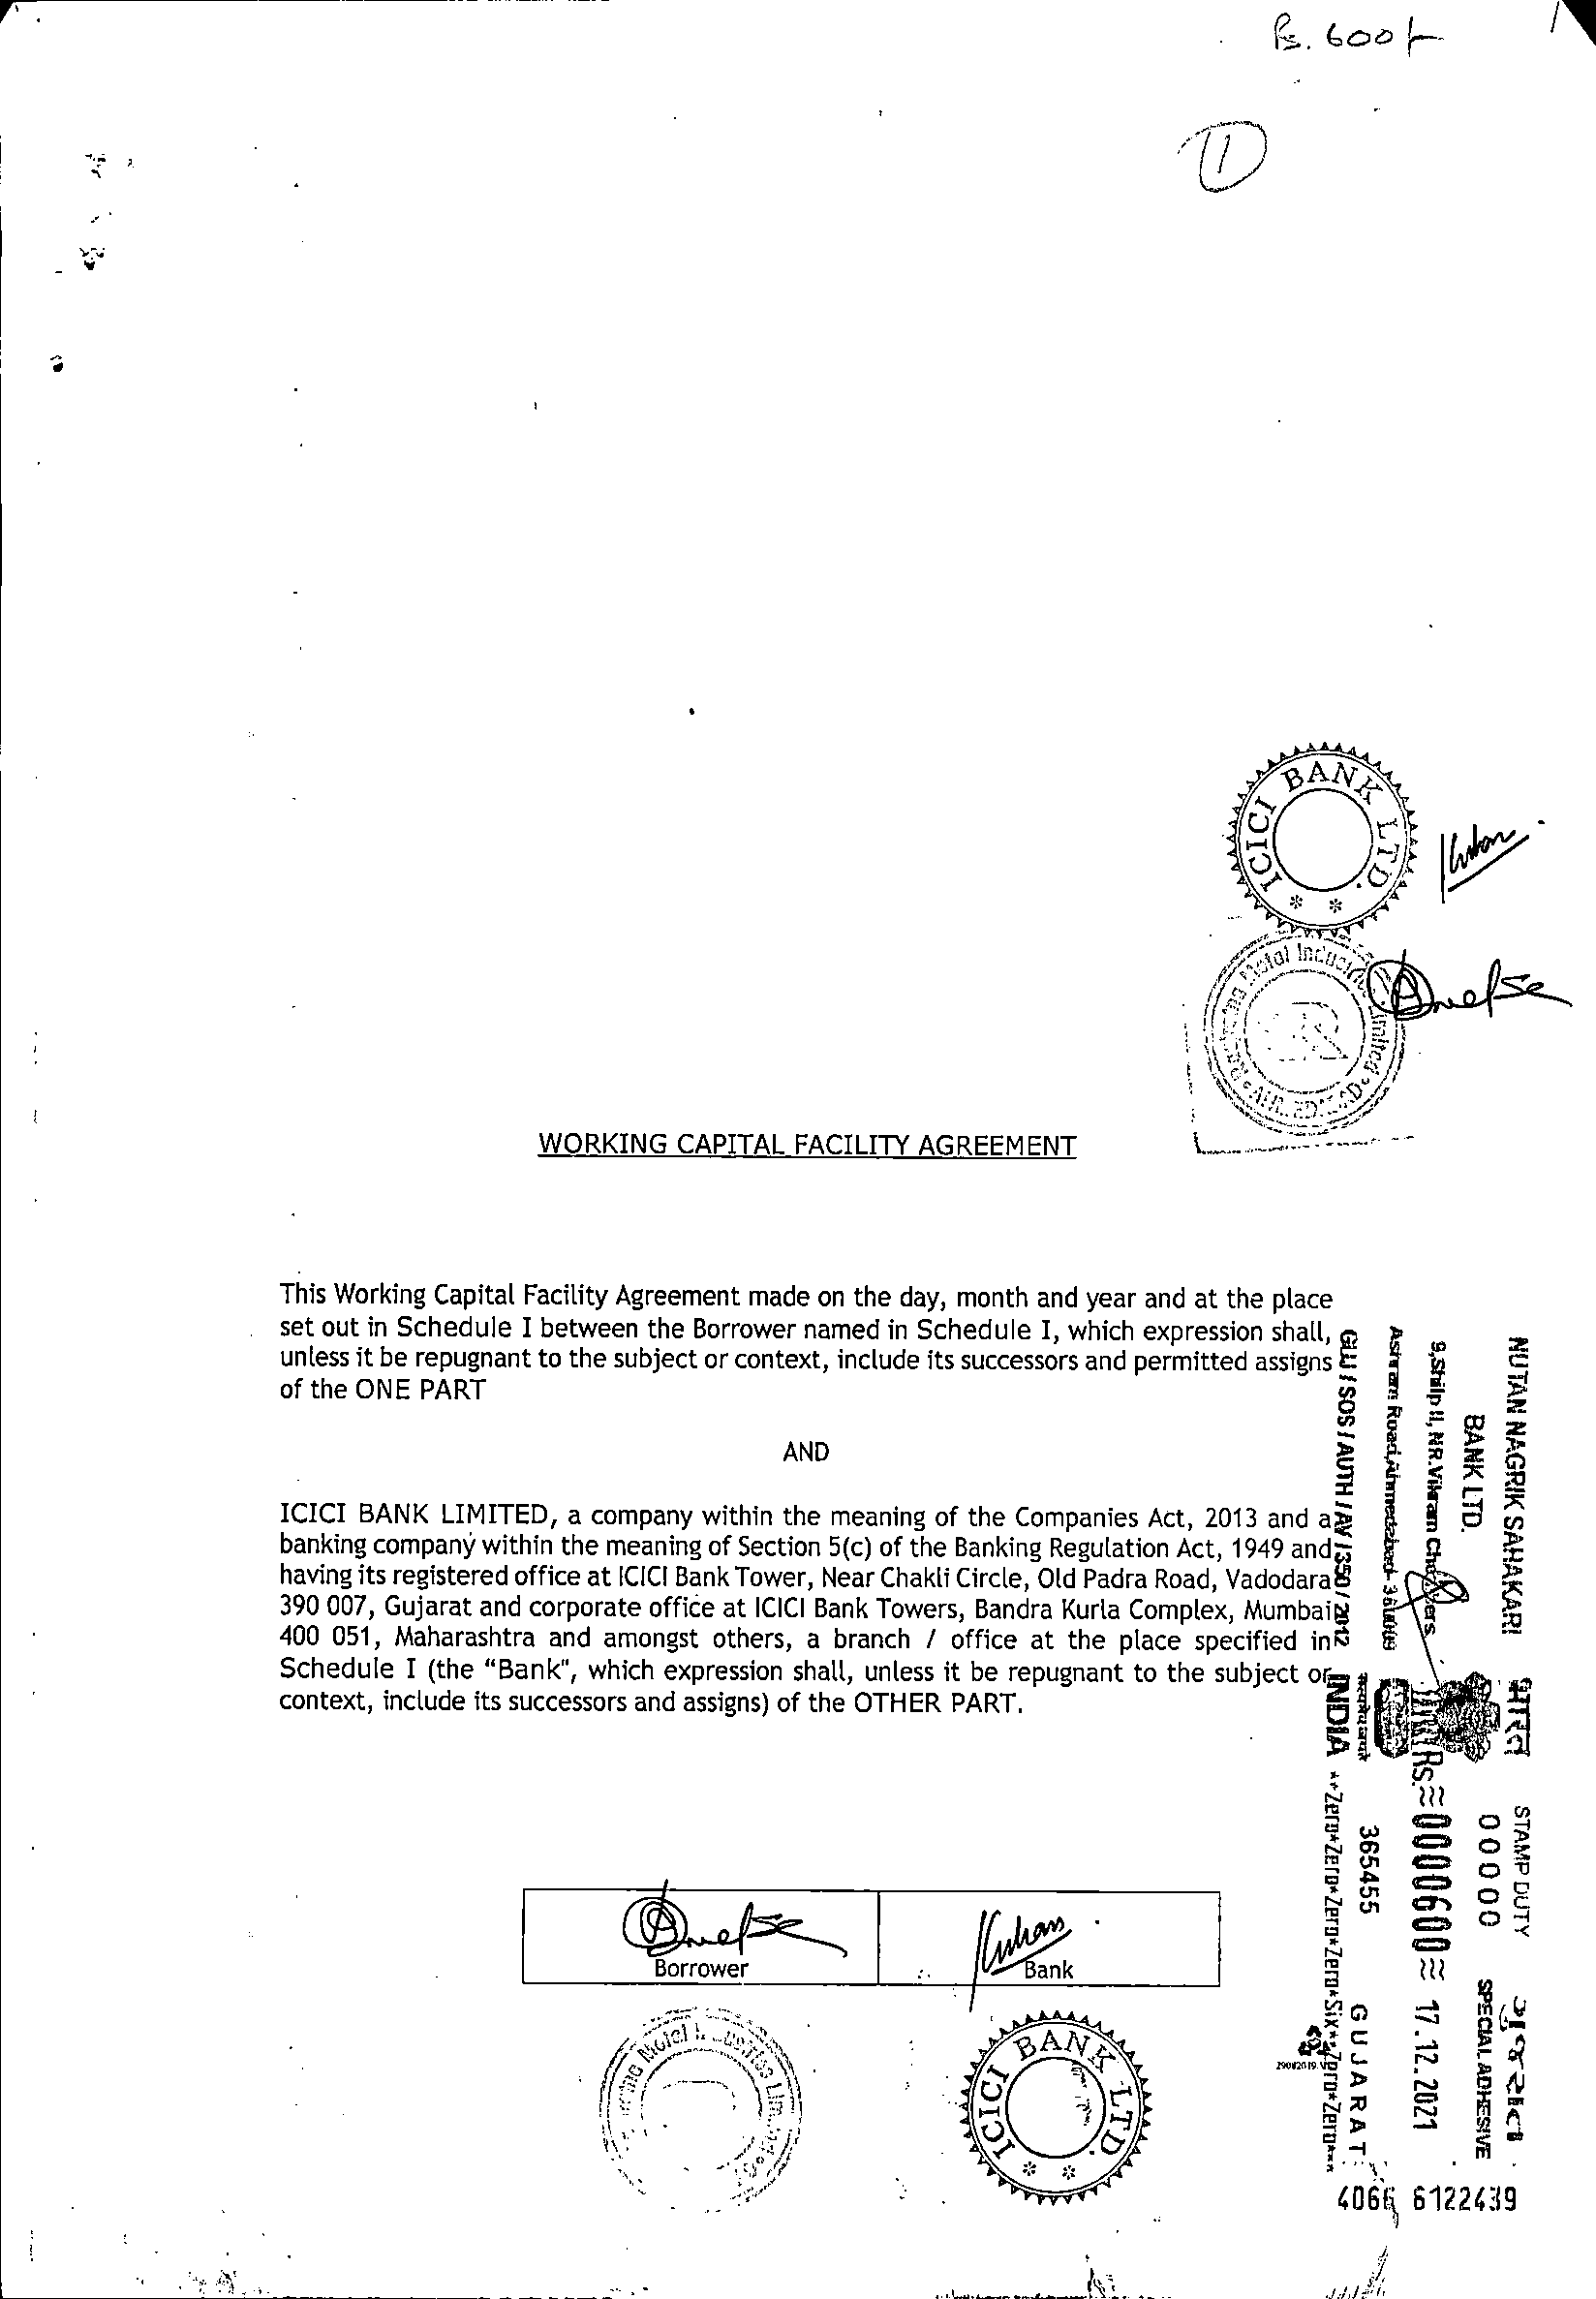 Rs. 600/-
1
1
ICICI BANK LTD. * *
Metal Limited
WORKING CAPITAL FACILITY AGREEMENT
This Working Capital Facility Agreement made on the day, month and year and at the place
set out in Schedule I between the Borrower named in Schedule I, which expression shall,
unless it be repugnant to the subject or context, include its successors and permitted assigns
of the ONE PART
AND
ICICI BANK LIMITED, a company within the meaning of the Companies Act, 2013 and a
banking company within the meaning of Section 5(c) of the Banking Regulation Act, 1949 and
having its registered office at ICICI Bank Tower, Near Chakli Circle, Old Padra Road, Vadodara
390 007, Gujarat and corporate office at ICICI Bank Towers, Bandra Kurla Complex, Mumbai
400 051, Maharashtra and amongst others, a branch / office at the place specified in
Schedule I (the “Bank”, which expression shall, unless it be repugnant to the subject or
context, include its successors and assigns) of the OTHER PART.
Borrower
Bank
ICICI BANK LTD. * *
NUTAN NAGRIK SAHAKARI
BANK LTD.
9,Shilp II, NR.Vikram Chambers
Ashram Road,Ahmedabad-
GUJ / SOS / AUTH / AV / 350 / 2012
भारत
STAMP DUTY
ગુજરાત
00000
SPECIAL ADHESIVE
Rs.≈0000600≈ 17.12.2021
365455
GUJARAT
INDIA
**Zero*Zero*Zero*Zero*Six*Zero*Zero***
4066 6122439